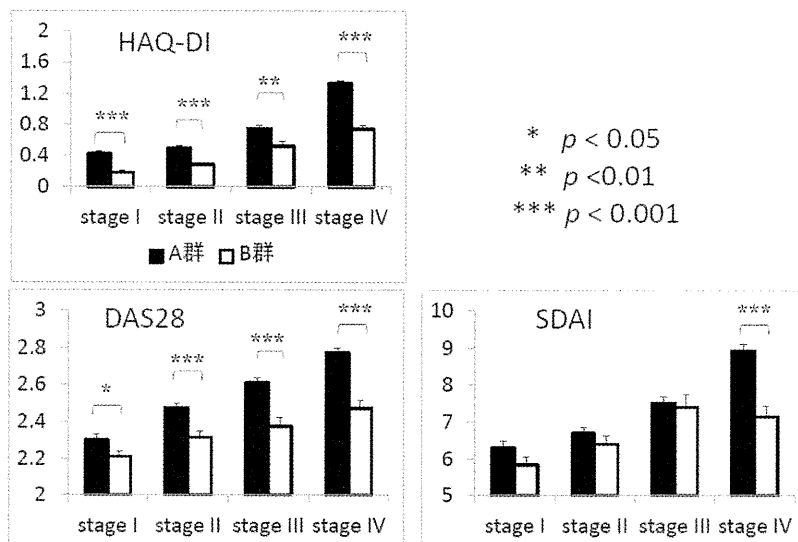 HAQ-DI
2
1.6
1.2
0.8
0.4
0
***
***
**
***
stage I stage II stage III stage IV
■A群 □B群
* p < 0.05
** p <0.01
*** p < 0.001
DAS28
3
2.8
2.6
2.4
2.2
2
*
***
***
***
stage I stage II stage III stage IV
SDAI
10
9
8
7
6
5
***
stage I stage II stage III stage IV